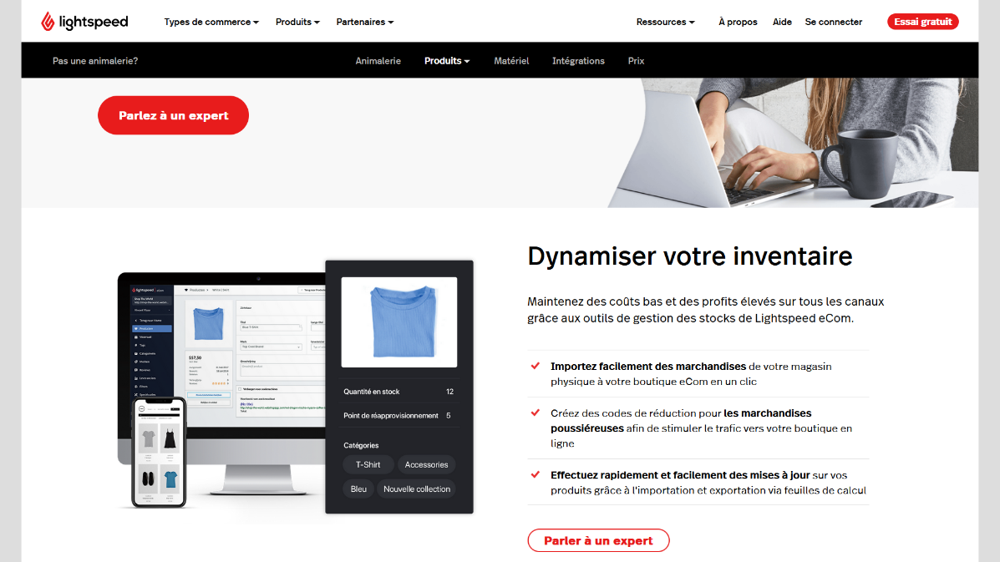 lightspeed
Types de commerce
Produits
Partenaires
Ressources
À propos
Aide
Se connecter
Essai gratuit
Pas une animalerie?
Animalerie
Produits
Matériel
Intégrations
Prix
Parlez à un expert
Dynamiser votre inventaire
Maintenez des coûts bas et des profits élevés sur tous les canaux
grâce aux outils de gestion des stocks de Lightspeed eCom.
Importez facilement des marchandises de votre magasin
physique à votre boutique eCom en un clic
Créez des codes de réduction pour les marchandises
poussiéreuses afin de stimuler le trafic vers votre boutique en
ligne
Effectuez rapidement et facilement des mises à jour sur vos
produits grâce à l'importation et exportation via feuilles de calcul
Parler à un expert
lightspeed
$57,50
Blue T-Shirt
Quantité en stock 12
Point de réapprovisionnement 5
Catégories
T-Shirt
Accessories
Bleu
Nouvelle collection